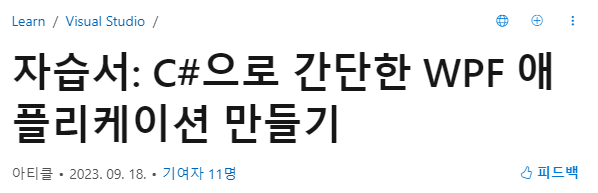 Learn / Visual Studio /
자습서: C#으로 간단한 WPF 애
플리케이션 만들기
아티클 • 2023. 09. 18. • 기여자 11명
피드백